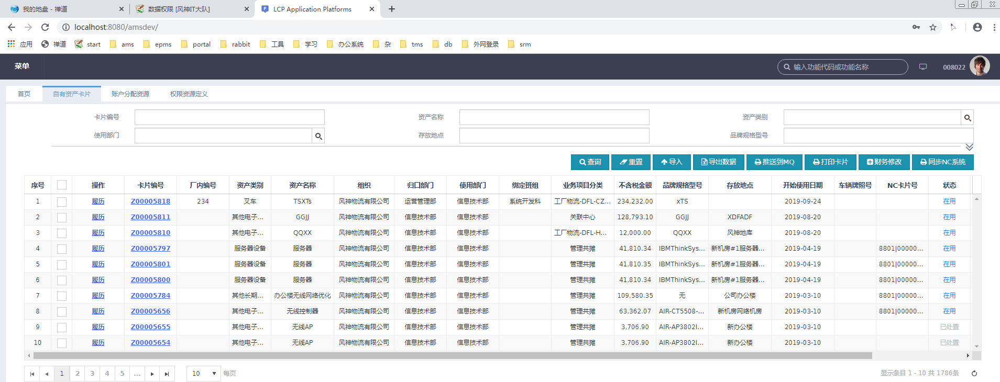 我的地盘 - 禅道 数据权限 [风神IT大队] LCP Application Platforms
localhost:8080/amsdev/
应用 禅道 start ams epms portal rabbit 工具 学习 办公系统 杂 tms db 外网登录 srm
菜单 输入功能代码或功能名称 008022
首页 自有资产卡片 账户分配资源 权限资源定义
卡片编号 资产名称 资产类别
使用部门 存放地点 品牌规格型号
查询 重置 导入 导出数据 推送到MQ 打印卡片 财务修改 同步NC系统
序号 操作 卡片编号 厂内编号 资产类别 资产名称 组织 归口部门 使用部门 绑定班组 业务项目分类 不含税金额 品牌规格型号 存放地点 开始使用日期 车辆牌照号 NC卡片号 状态
1 履历 Z00005818 234 叉车 TSXTs 风神物流有限公司 运营管理部 信息技术部 系统开发科 工厂物流-DFL-CZ... 234,232.00 xTS 2019-09-24 在用
2 履历 Z00005811 其他电子... GGJJ 风神物流有限公司 信息技术部 信息技术部 关联中心 128,793.10 GGJJ XDFADF 2019-08-20 在用
3 履历 Z00005810 其他电子... QQXX 风神物流有限公司 信息技术部 信息技术部 工厂物流-DFL-H... 12,000.00 QQXX 风神地库 2019-08-20 在用
4 履历 Z00005797 服务器设备 服务器 风神物流有限公司 信息技术部 信息技术部 管理共摊 41,810.34 IBMThinkSys... 新机房#1服务器... 2019-04-19 8801|00000... 在用
5 履历 Z00005801 服务器设备 服务器 风神物流有限公司 信息技术部 信息技术部 管理共摊 41,810.35 IBMThinkSys... 新机房#1服务器... 2019-04-19 8801|00000... 在用
6 履历 Z00005800 服务器设备 服务器 风神物流有限公司 信息技术部 信息技术部 管理共摊 41,810.34 IBMThinkSys... 新机房#1服务器... 2019-04-19 8801|00000... 在用
7 履历 Z00005784 其他长期... 办公楼无线网络优化 风神物流有限公司 信息技术部 信息技术部 管理共摊 109,580.35 无 公司办公楼 2019-03-10 8801|00000... 在用
8 履历 Z00005656 其他电子... 无线控制器 风神物流有限公司 信息技术部 信息技术部 管理共摊 63,362.07 AIR-CT5508-... 新机房网络机房 2019-03-10 8801|00000... 在用
9 履历 Z00005655 其他电子... 无线AP 风神物流有限公司 信息技术部 信息技术部 管理共摊 3,706.90 AIR-AP3802I... 新办公楼 2019-03-10 已处置
10 履历 Z00005654 其他电子... 无线AP 风神物流有限公司 信息技术部 信息技术部 管理共摊 3,706.90 AIR-AP3802I... 新办公楼 2019-03-10 已处置
1 2 3 4 5 ... 10 每页 显示条目 1 - 10 共 1786条